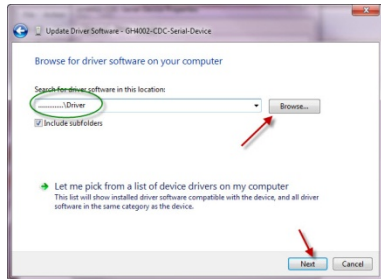 Update Driver Software - GH4002-CDC-Serial-Device
Browse for driver software on your computer
Search for driver software in this location:
..............\Driver
Browse...
Include subfolders
Let me pick from a list of device drivers on my computer
This list will show installed driver software compatible with the device, and all driver
software in the same category as the device.
Next
Cancel